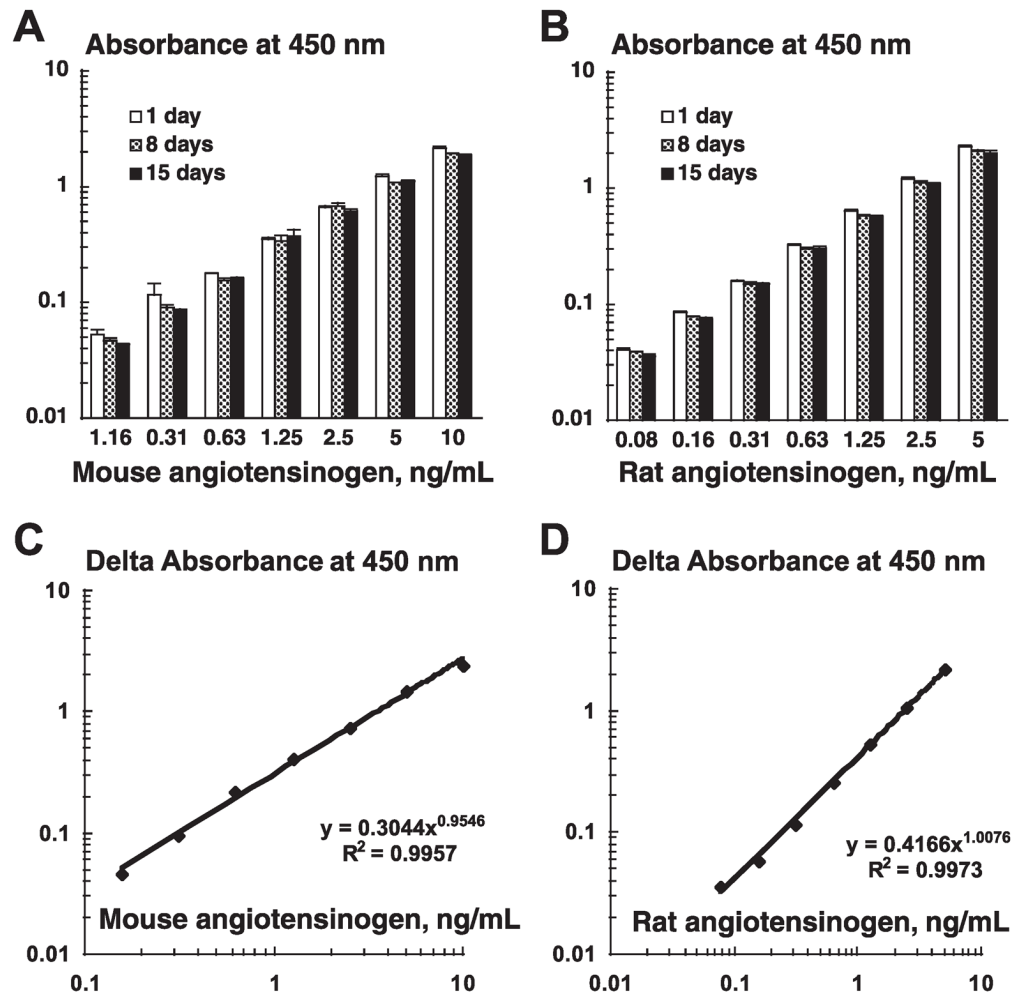 A
Absorbance at 450 nm
10
1
0.1
0.01
1 day
8 days
15 days
1.16 0.31 0.63 1.25 2.5 5 10
Mouse angiotensinogen, ng/mL
B
Absorbance at 450 nm
10
1
0.1
0.01
1 day
8 days
15 days
0.08 0.16 0.31 0.63 1.25 2.5 5
Rat angiotensinogen, ng/mL
C
Delta Absorbance at 450 nm
10
1
0.1
0.01
y = 0.3044x^0.9546
R² = 0.9957
Mouse angiotensinogen, ng/mL
0.1 1 10
D
Delta Absorbance at 450 nm
10
1
0.1
0.01
y = 0.4166x^1.0076
R² = 0.9973
Rat angiotensinogen, ng/mL
0.01 0.1 1 10